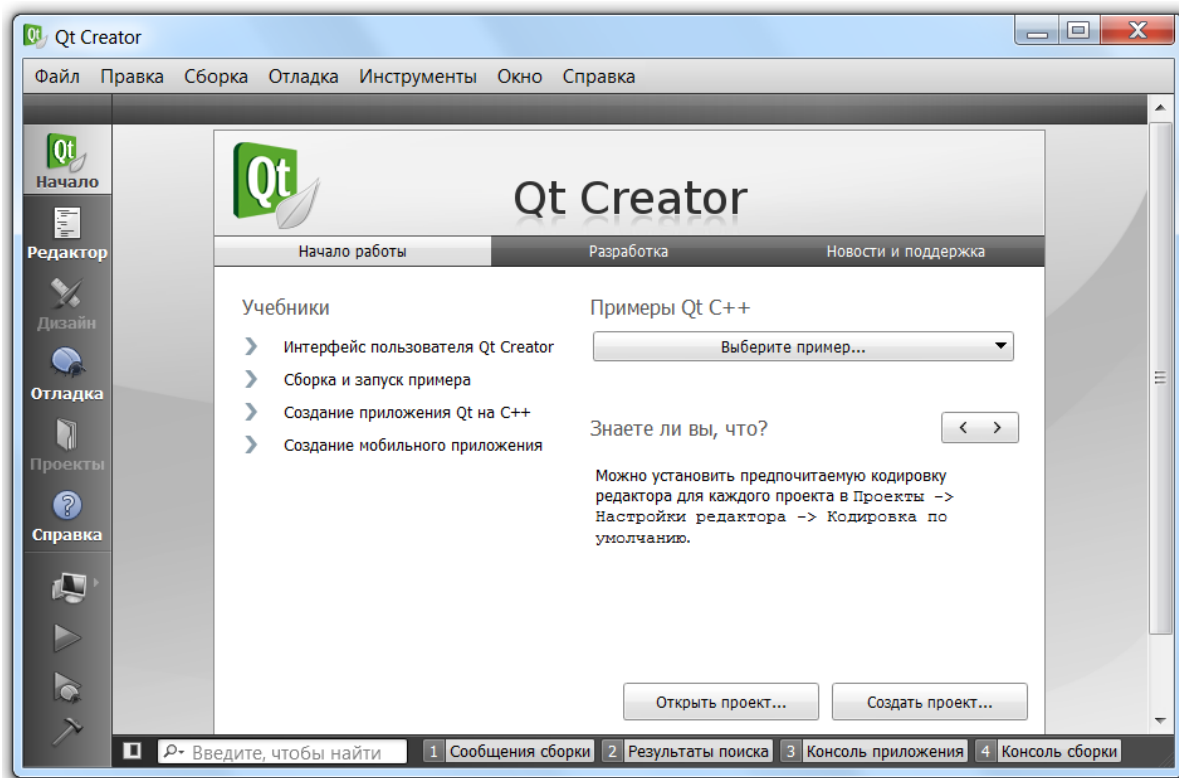 Qt Creator
Файл Правка Сборка Отладка Инструменты Окно Справка
Qt
Начало
Редактор
Дизайн
Отладка
Проекты
Справка
Qt
Qt Creator
Начало работы Разработка Новости и поддержка
Учебники
Интерфейс пользователя Qt Creator
Сборка и запуск примера
Создание приложения Qt на C++
Создание мобильного приложения
Примеры Qt C++
Выберите пример...
Знаете ли вы, что?
Можно установить предпочитаемую кодировку
редактора для каждого проекта в Проекты ->
Настройки редактора -> Кодировка по
умолчанию.
Открыть проект... Создать проект...
Введите, чтобы найти 1 Сообщения сборки 2 Результаты поиска 3 Консоль приложения 4 Консоль сборки